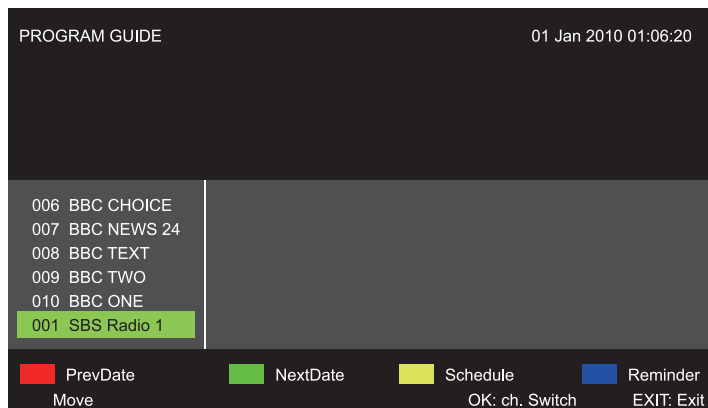 PROGRAM GUIDE 01 Jan 2010 01:06:20
006 BBC CHOICE
007 BBC NEWS 24
008 BBC TEXT
009 BBC TWO
010 BBC ONE
001 SBS Radio 1
PrevDate NextDate Schedule Reminder
Move OK: ch. Switch EXIT: Exit